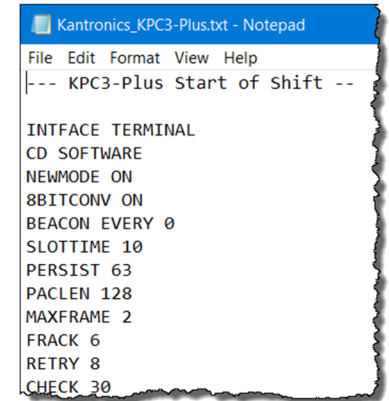 Kantronics_KPC3-Plus.txt - Notepad
File Edit Format View Help
--- KPC3-Plus Start of Shift --
INTFACE TERMINAL
CD SOFTWARE
NEWMODE ON
8BITCONV ON
BEACON EVERY 0
SLOTTIME 10
PERSIST 63
PACLEN 128
MAXFRAME 2
FRACK 6
RETRY 8
CHECK 30